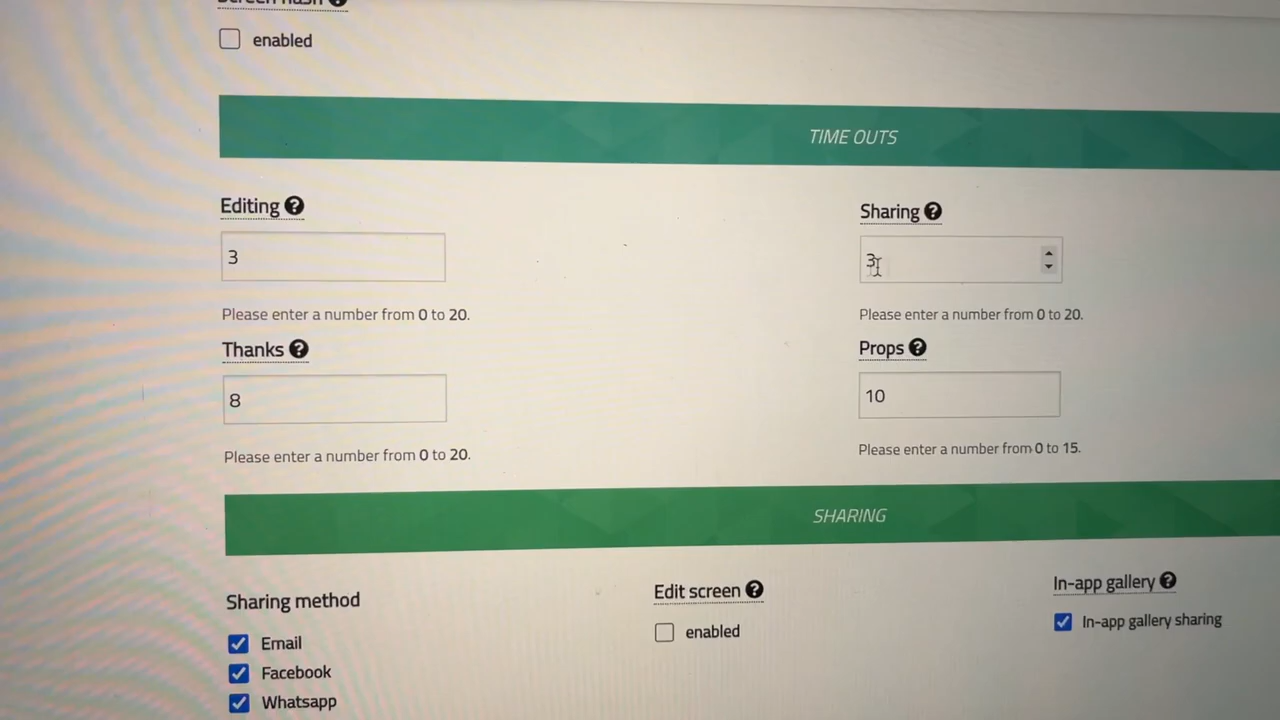 Screen flash
enabled
TIME OUTS
Editing
Sharing
3
3
Please enter a number from 0 to 20.
Please enter a number from 0 to 20.
Thanks
Props
8
10
Please enter a number from 0 to 20.
Please enter a number from 0 to 15.
SHARING
Sharing method
Edit screen
In-app gallery
Email
enabled
In-app gallery sharing
Facebook
Whatsapp